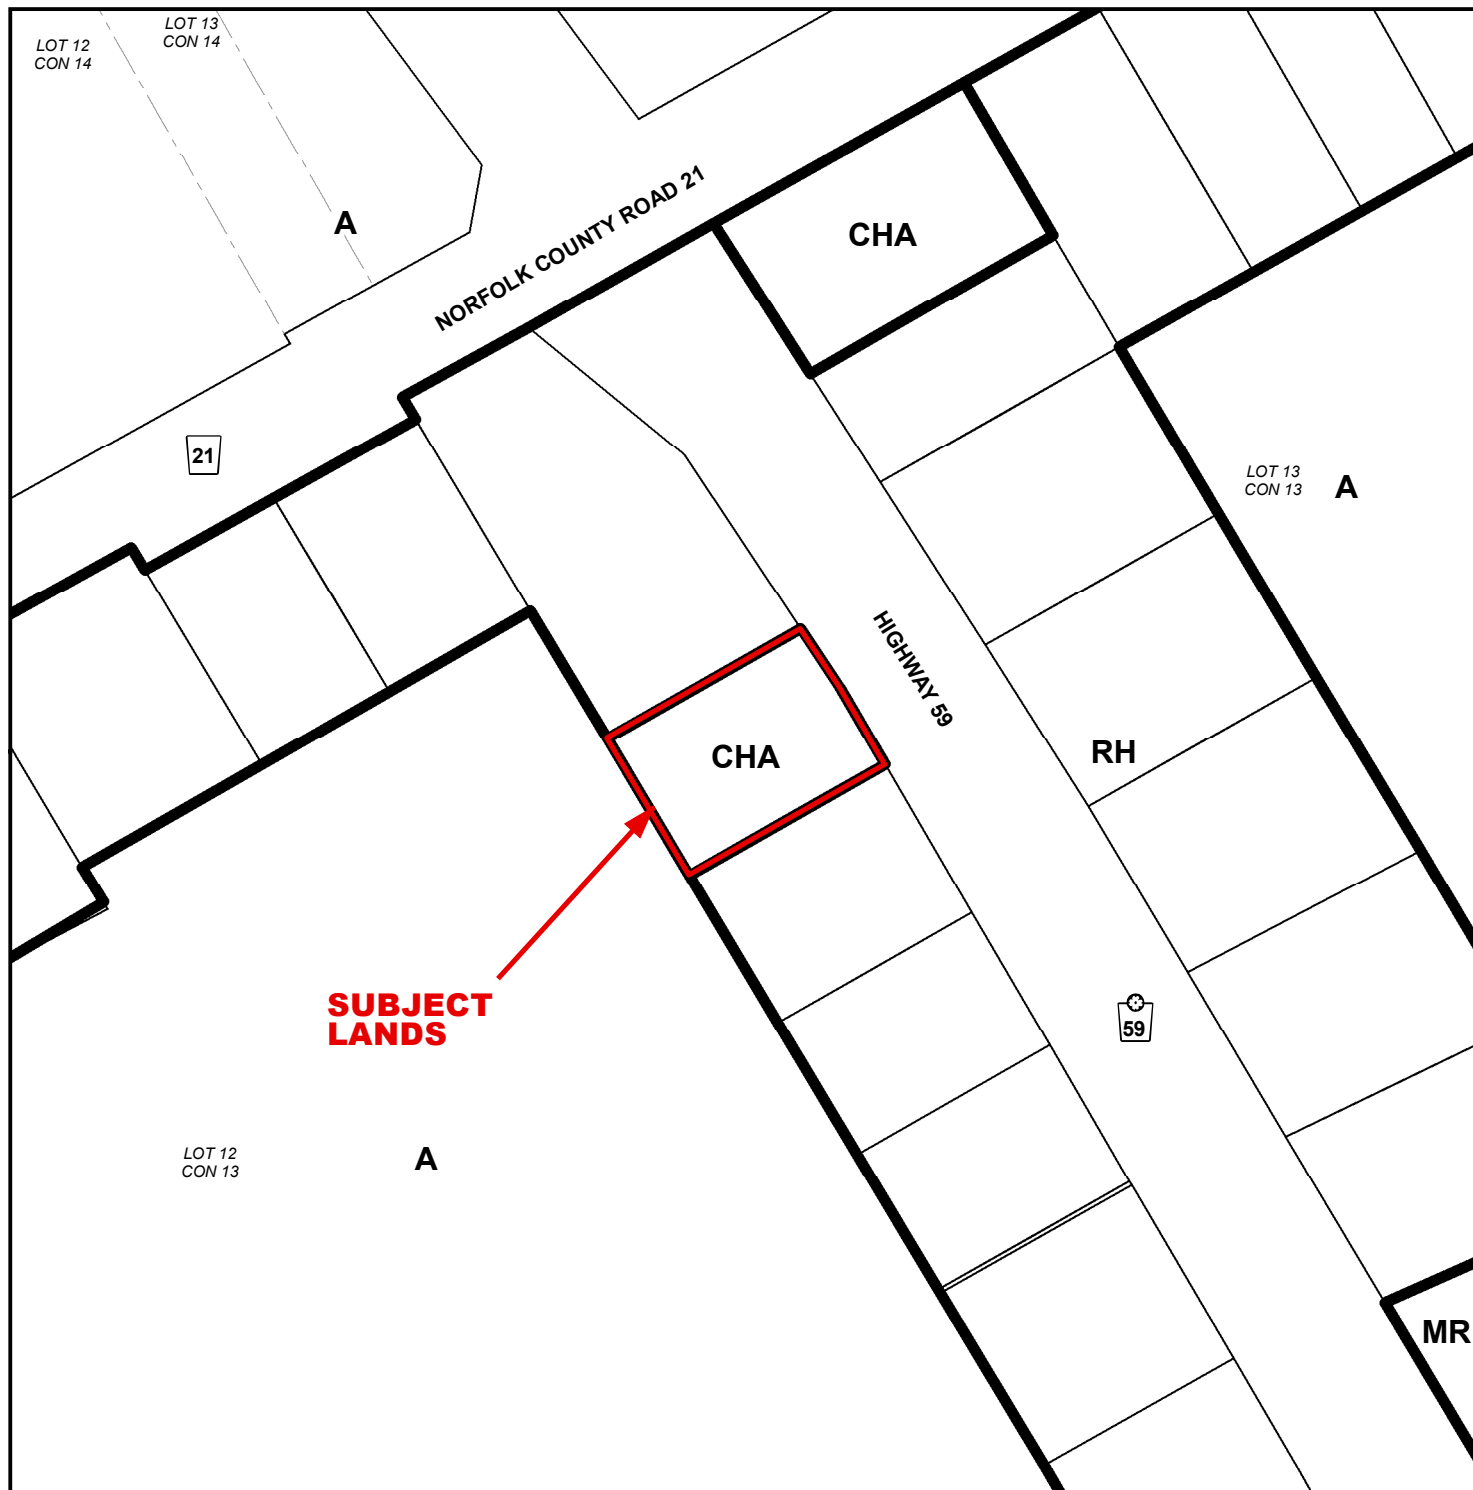 LOT 13
CON 14
LOT 12
CON 14
A
NORFOLK COUNTY ROAD 21
CHA
21
LOT 13
CON 13
A
HIGHWAY 59
CHA
RH
SUBJECT
LANDS
59
LOT 12
CON 13
A
MR